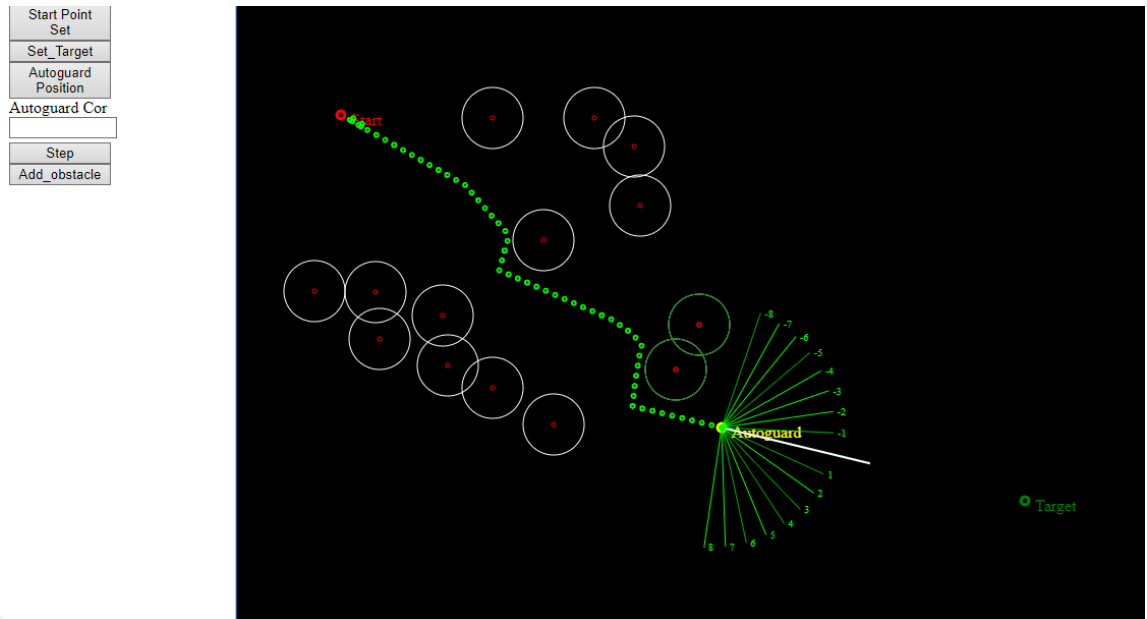 Start Point
Set
Set_Target
Autoguard
Position
Autoguard Cor
Step
Add_obstacle
Start
-8
-7
-6
-5
-4
-3
-2
Autoguard
-1
1
2
3
4
5
6
7
8
Target